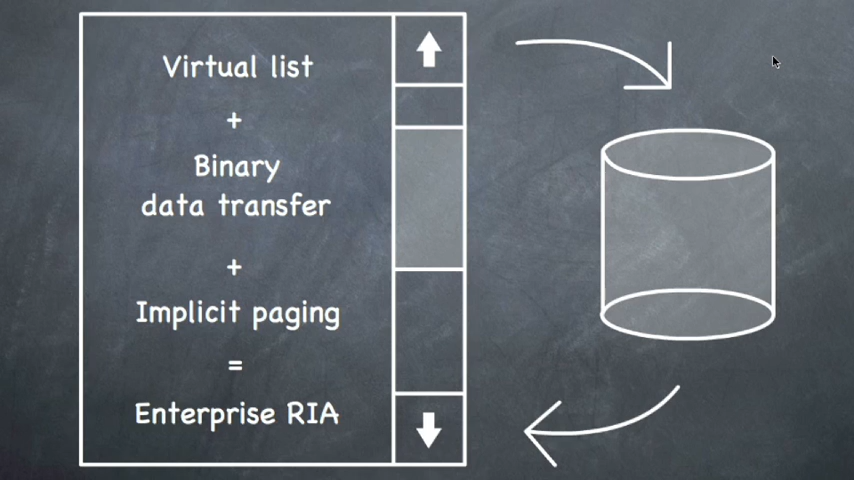 Virtual list
+
Binary
data transfer
+
Implicit paging
=
Enterprise RIA